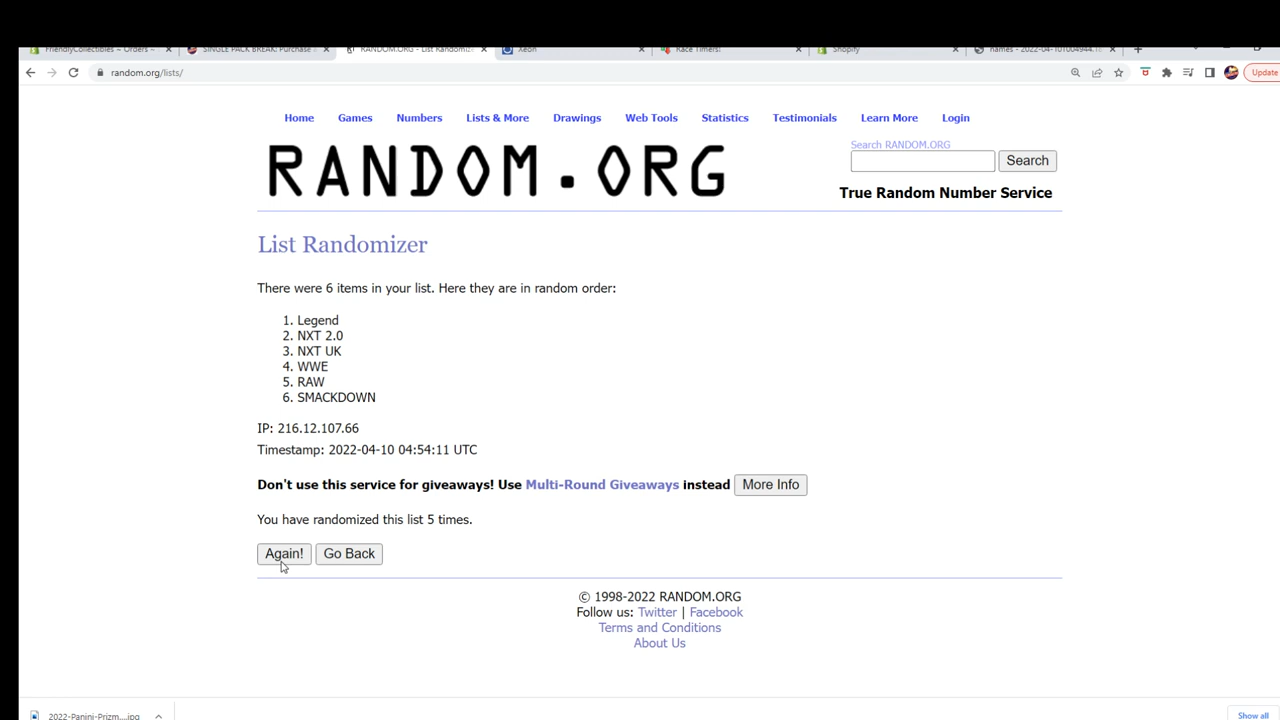 FriendlyCollectibles ~ Orders ~
SINGLE PACK BREAK: Purchase
RANDOM.ORG - List Randomize
Xeon
Race Timers!
Shopify
names - 2022-04-10T004944.1
random.org/lists/
Update
Home Games Numbers Lists & More Drawings Web Tools Statistics Testimonials Learn More Login
RANDOM.ORG
Search RANDOM.ORG
Search
True Random Number Service
List Randomizer
There were 6 items in your list. Here they are in random order:
1. Legend
2. NXT 2.0
3. NXT UK
4. WWE
5. RAW
6. SMACKDOWN
IP: 216.12.107.66
Timestamp: 2022-04-10 04:54:11 UTC
Don't use this service for giveaways! Use Multi-Round Giveaways instead More Info
You have randomized this list 5 times.
Again! Go Back
© 1998-2022 RANDOM.ORG
Follow us: Twitter | Facebook
Terms and Conditions
About Us
2022-Panini-Prizm....jpg
Show all